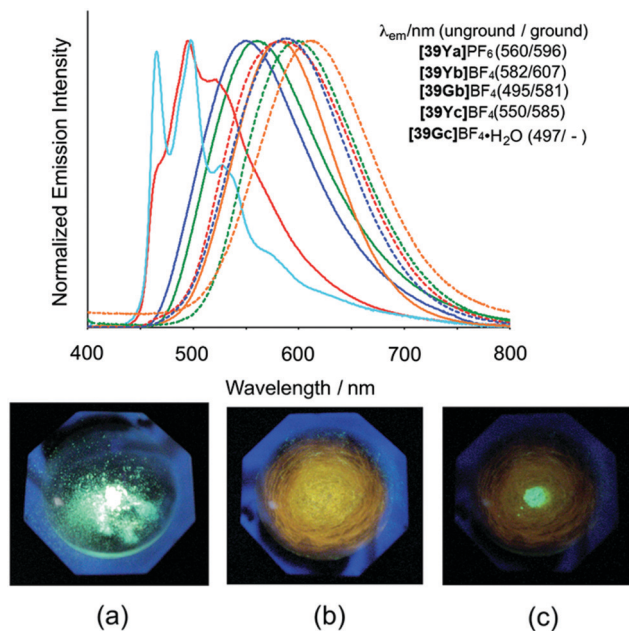 λem/nm (unground / ground)
[39Ya]PF6(560/596)
[39Yb]BF4(582/607)
[39Gb]BF4(495/581)
[39Yc]BF4(550/585)
[39Gc]BF4•H2O (497/ - )
Normalized Emission Intensity
400 500 600 700 800
Wavelength / nm
(a) (b) (c)